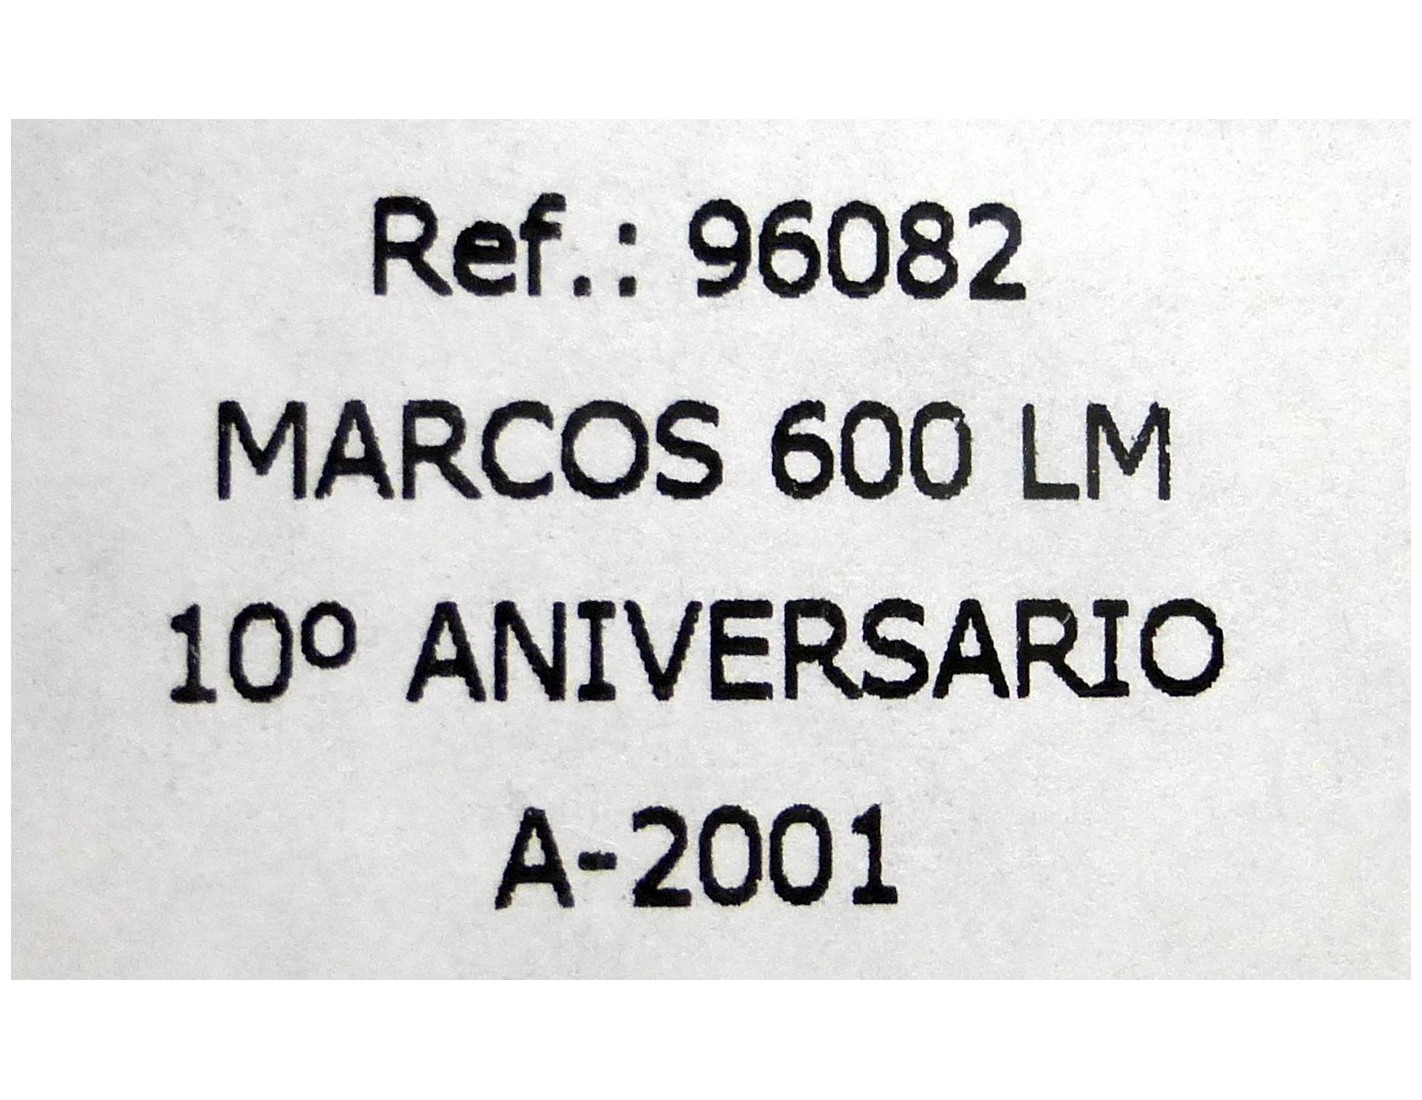 Ref.: 96082
MARCOS 600 LM
10º ANIVERSARIO
A-2001